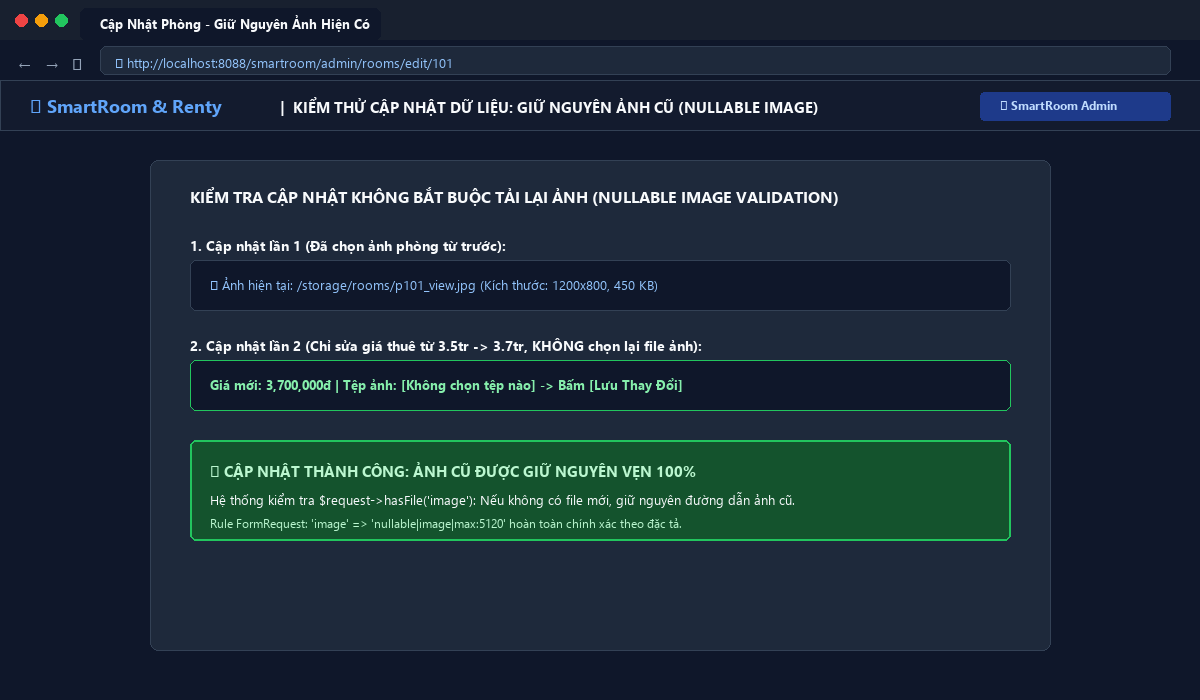 Cập Nhật Phòng - Giữ Nguyên Ảnh Hiện Có
http://localhost:8088/smartroom/admin/rooms/edit/101
SmartRoom & Renty
| KIỂM THỬ CẬP NHẬT DỮ LIỆU: GIỮ NGUYÊN ẢNH CŨ (NULLABLE IMAGE)
SmartRoom Admin
KIỂM TRA CẬP NHẬT KHÔNG BẮT BUỘC TẢI LẠI ẢNH (NULLABLE IMAGE VALIDATION)
1. Cập nhật lần 1 (Đã chọn ảnh phòng từ trước):
Ảnh hiện tại: /storage/rooms/p101_view.jpg (Kích thước: 1200x800, 450 KB)
2. Cập nhật lần 2 (Chỉ sửa giá thuê từ 3.5tr -> 3.7tr, KHÔNG chọn lại file ảnh):
Giá mới: 3,700,000đ | Tệp ảnh: [Không chọn tệp nào] -> Bấm [Lưu Thay Đổi]
CẬP NHẬT THÀNH CÔNG: ẢNH CŨ ĐƯỢC GIỮ NGUYÊN VẸN 100%
Hệ thống kiểm tra $request->hasFile('image'): Nếu không có file mới, giữ nguyên đường dẫn ảnh cũ.
Rule FormRequest: 'image' => 'nullable|image|max:5120' hoàn toàn chính xác theo đặc tả.